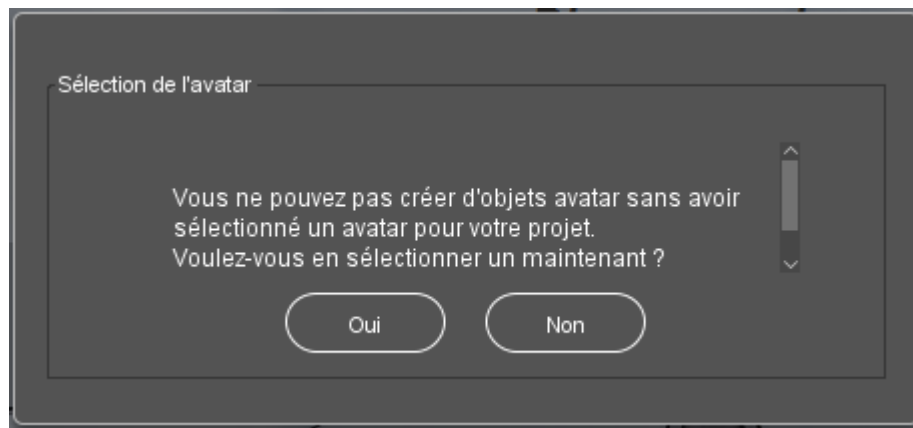 Sélection de l'avatar
Vous ne pouvez pas créer d'objets avatar sans avoir
sélectionné un avatar pour votre projet.
Voulez-vous en sélectionner un maintenant ?
Oui
Non